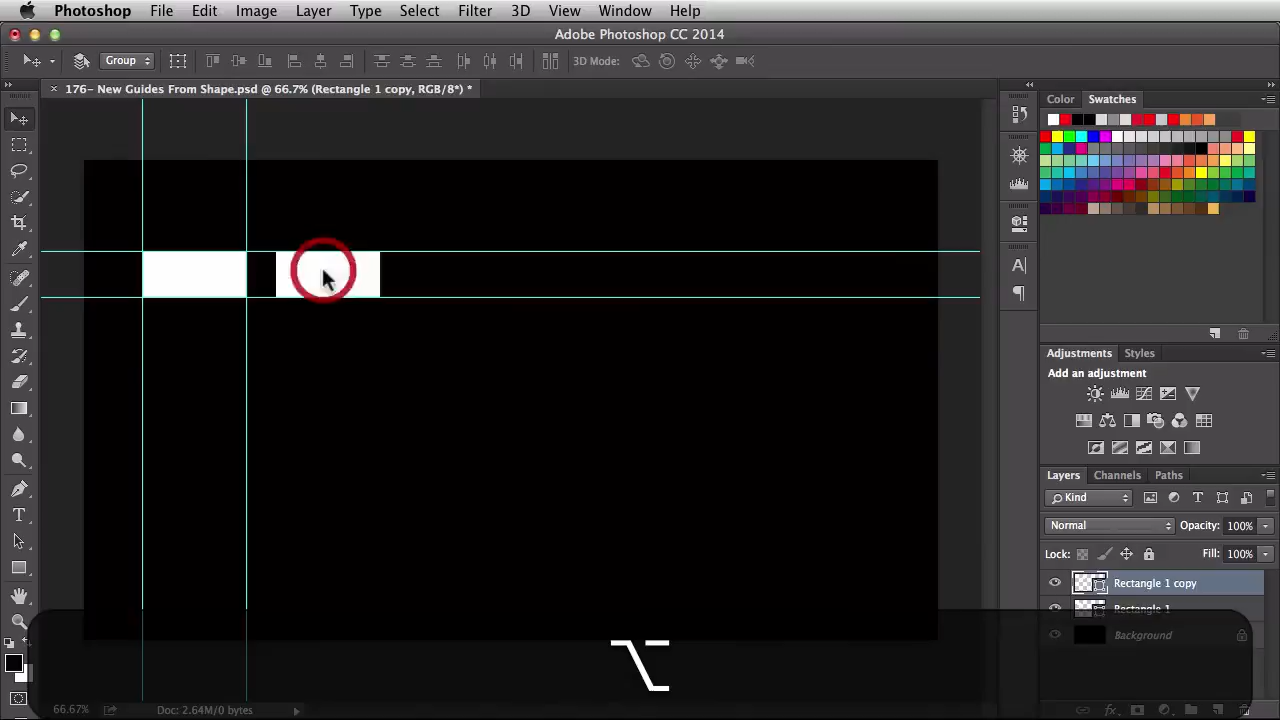 Photoshop File Edit Image Layer Type Select Filter 3D View Window Help
Adobe Photoshop CC 2014
Group 3D Mode:
× 176- New Guides From Shape.psd @ 66.7% (Rectangle 1 copy, RGB/8*) *
Color Swatches
Adjustments Styles
Add an adjustment
Layers Channels Paths
Kind
Normal Opacity: 100%
Lock: Fill: 100%
Rectangle 1 copy
Rectangle 1
Background
⌥
66.67% Doc: 2.64M/0 bytes